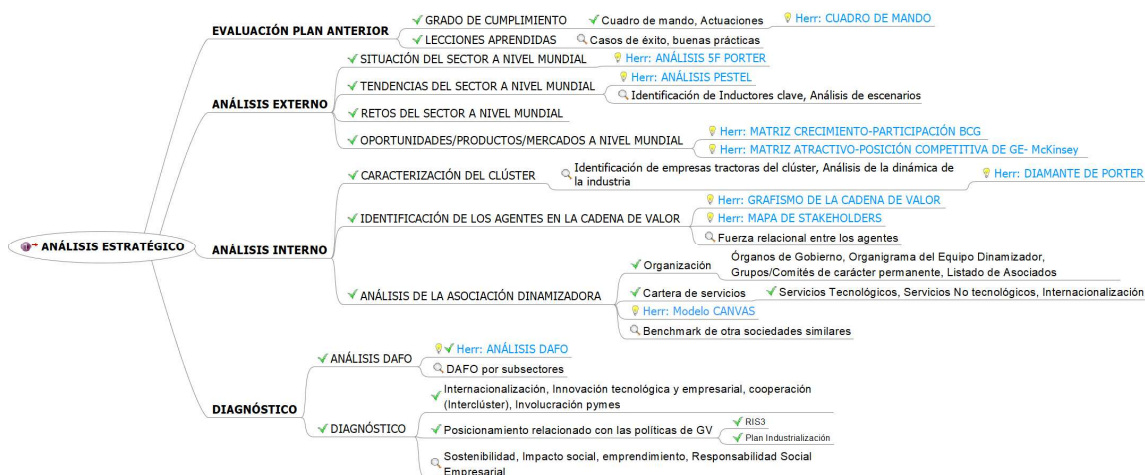 ANÁLISIS ESTRATÉGICO
EVALUACIÓN PLAN ANTERIOR
GRADO DE CUMPLIMIENTO
Cuadro de mando, Actuaciones
Herr: CUADRO DE MANDO
LECCIONES APRENDIDAS
Casos de éxito, buenas prácticas
ANÁLISIS EXTERNO
SITUACIÓN DEL SECTOR A NIVEL MUNDIAL
Herr: ANÁLISIS 5F PORTER
TENDENCIAS DEL SECTOR A NIVEL MUNDIAL
Herr: ANÁLISIS PESTEL
Identificación de Inductores clave, Análisis de escenarios
RETOS DEL SECTOR A NIVEL MUNDIAL
OPORTUNIDADES/PRODUCTOS/MERCADOS A NIVEL MUNDIAL
Herr: MATRIZ CRECIMIENTO-PARTICIPACIÓN BCG
Herr: MATRIZ ATRACTIVO-POSICIÓN COMPETITIVA DE GE- McKinsey
ANÁLISIS INTERNO
CARACTERIZACIÓN DEL CLÚSTER
Identificación de empresas tractoras del clúster, Análisis de la dinámica de
la industria
Herr: DIAMANTE DE PORTER
IDENTIFICACIÓN DE LOS AGENTES EN LA CADENA DE VALOR
Herr: GRAFISMO DE LA CADENA DE VALOR
Herr: MAPA DE STAKEHOLDERS
Fuerza relacional entre los agentes
ANÁLISIS DE LA ASOCIACIÓN DINAMIZADORA
Organización
Órganos de Gobierno, Organigrama del Equipo Dinamizador,
Grupos/Comités de carácter permanente, Listado de Asociados
Cartera de servicios
Servicios Tecnológicos, Servicios No tecnológicos, Internacionalización
Herr: Modelo CANVAS
Benchmark de otra sociedades similares
DIAGNÓSTICO
ANÁLISIS DAFO
Herr: ANÁLISIS DAFO
DAFO por subsectores
DIAGNÓSTICO
Internacionalización, Innovación tecnológica y empresarial, cooperación
(Interclúster), Involucración pymes
Posicionamiento relacionado con las políticas de GV
RIS3
Plan Industrialización
Sostenibilidad, Impacto social, emprendimiento, Responsabilidad Social
Empresarial